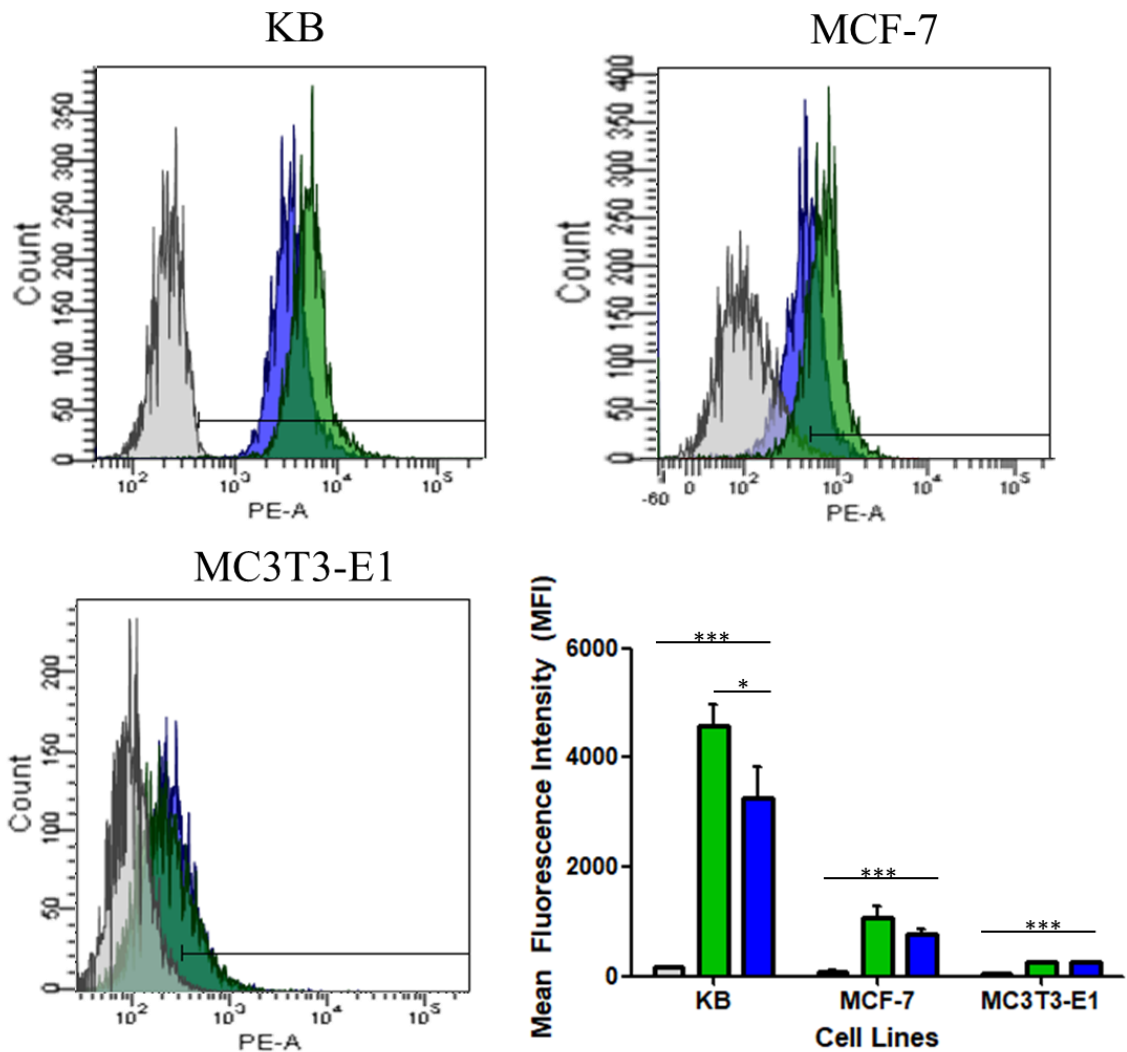 KB
Count
350
300
250
200
150
100
50
0
10² 10³ 10⁴ 10⁵
PE-A
MCF-7
Count
400
350
300
250
200
150
100
50
0
-60 0 10² 10³ 10⁴ 10⁵
PE-A
MC3T3-E1
Count
200
150
100
50
0
10² 10³ 10⁴ 10⁵
PE-A
Mean Fluorescence Intensity (MFI)
6000
4000
2000
0
***
*
***
***
KB MCF-7 MC3T3-E1
Cell Lines